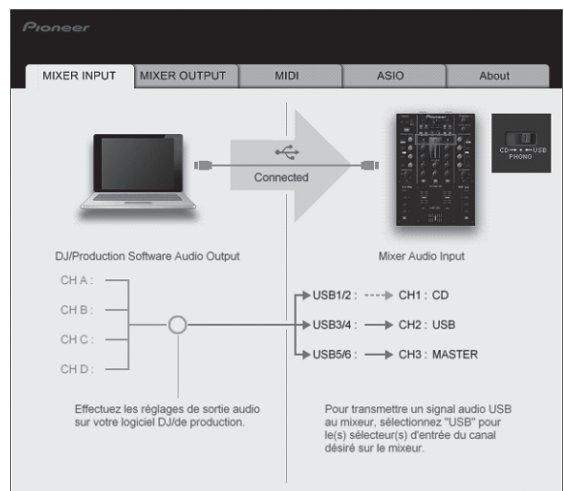 Pioneer
MIXER INPUT
MIXER OUTPUT
MIDI
ASIO
About
Connected
Pioneer
CD
USB
PHONO
DJ/Production Software Audio Output
Mixer Audio Input
CH A :
CH B :
CH C :
CH D :
USB1/2 : CH1 : CD
USB3/4 : CH2 : USB
USB5/6 : CH3 : MASTER
Effectuez les réglages de sortie audio
sur votre logiciel DJ/de production.
Pour transmettre un signal audio USB
au mixeur, sélectionnez "USB" pour
le(s) sélecteur(s) d'entrée du canal
désiré sur le mixeur.